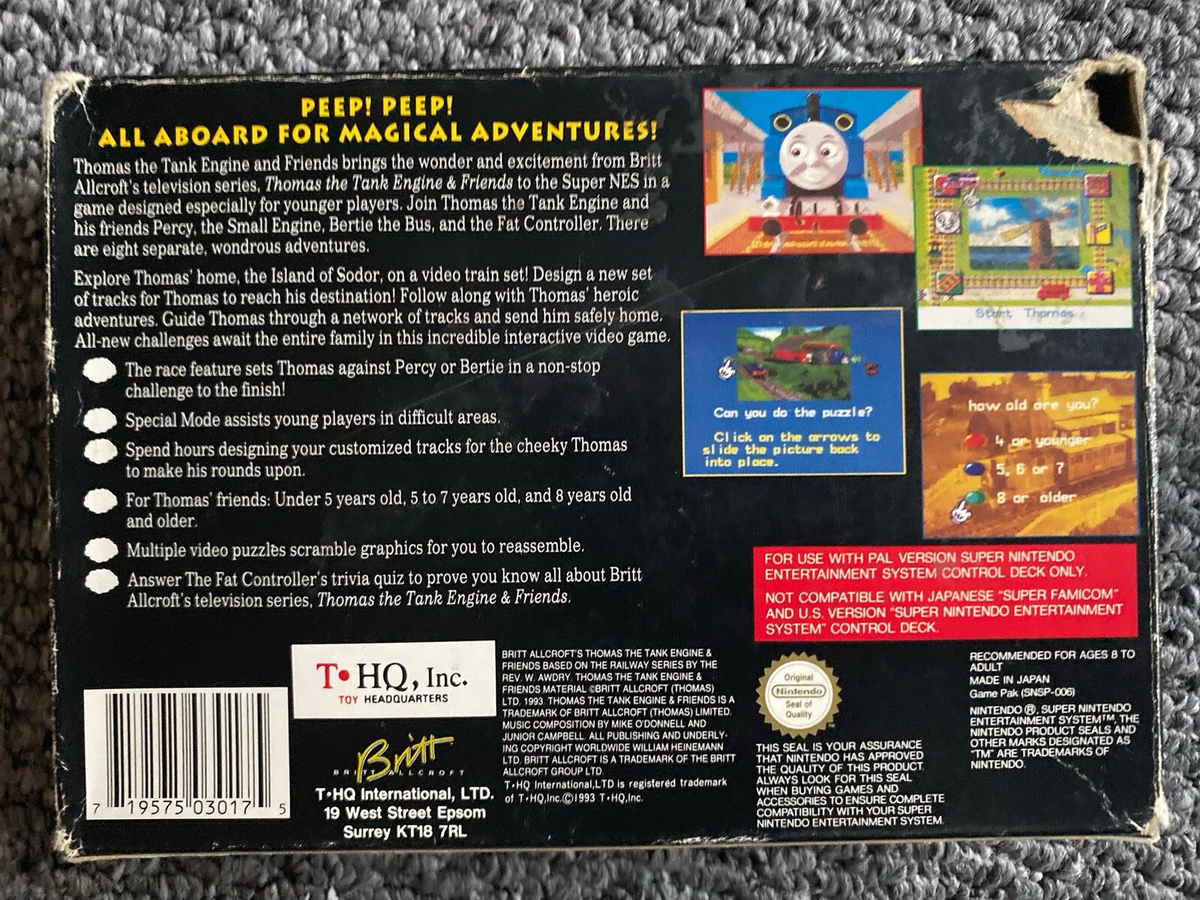 PEEP! PEEP!
ALL ABOARD FOR MAGICAL ADVENTURES!
Thomas the Tank Engine and Friends brings the wonder and excitement from Britt
Allcroft's television series, Thomas the Tank Engine & Friends to the Super NES in a
game designed especially for younger players. Join Thomas the Tank Engine and
his friends Percy, the Small Engine, Bertie the Bus, and the Fat Controller. There
are eight separate, wondrous adventures.
Explore Thomas' home, the Island of Sodor, on a video train set! Design a new set
of tracks for Thomas to reach his destination! Follow along with Thomas' heroic
adventures. Guide Thomas through a network of tracks and send him safely home.
All-new challenges await the entire family in this incredible interactive video game.
The race feature sets Thomas against Percy or Bertie in a non-stop
challenge to the finish!
Special Mode assists young players in difficult areas.
Spend hours designing your customized tracks for the cheeky Thomas
to make his rounds upon.
For Thomas' friends: Under 5 years old, 5 to 7 years old, and 8 years old
and older.
Multiple video puzzles scramble graphics for you to reassemble.
Answer The Fat Controller's trivia quiz to prove you know all about Britt
Allcroft's television series, Thomas the Tank Engine & Friends.
Start Thomas
Can you do the puzzle?
Click on the arrows to
slide the picture back
into place.
how old are you?
4 or younger
5, 6 or 7
8 or older
FOR USE WITH PAL VERSION SUPER NINTENDO
ENTERTAINMENT SYSTEM CONTROL DECK ONLY.
NOT COMPATIBLE WITH JAPANESE "SUPER FAMICOM"
AND U.S. VERSION "SUPER NINTENDO ENTERTAINMENT
SYSTEM" CONTROL DECK.
7 19575 03017 5
T•HQ, Inc.
TOY HEADQUARTERS
Britt
BRITT ALLCROFT
T•HQ International, LTD.
19 West Street Epsom
Surrey KT18 7RL
BRITT ALLCROFT'S THOMAS THE TANK ENGINE &
FRIENDS BASED ON THE RAILWAY SERIES BY THE
REV. W. AWDRY. THOMAS THE TANK ENGINE &
FRIENDS MATERIAL ©BRITT ALLCROFT (THOMAS)
LTD. 1993. THOMAS THE TANK ENGINE & FRIENDS IS A
TRADEMARK OF BRITT ALLCROFT (THOMAS) LIMITED.
MUSIC COMPOSITION BY MIKE O'DONNELL AND
JUNIOR CAMPBELL. ALL PUBLISHING AND UNDERLY-
ING COPYRIGHT WORLDWIDE WILLIAM HEINEMANN
LTD. BRITT ALLCROFT IS A TRADEMARK OF THE BRITT
ALLCROFT GROUP LTD.
T•HQ International,LTD is registered trademark
of T•HQ,Inc.©1993 T•HQ,Inc.
Original
Nintendo
Seal of
Quality
TM
THIS SEAL IS YOUR ASSURANCE
THAT NINTENDO HAS APPROVED
THE QUALITY OF THIS PRODUCT.
ALWAYS LOOK FOR THIS SEAL
WHEN BUYING GAMES AND
ACCESSORIES TO ENSURE COMPLETE
COMPATIBILITY WITH YOUR SUPER
NINTENDO ENTERTAINMENT SYSTEM.
RECOMMENDED FOR AGES 8 TO
ADULT
MADE IN JAPAN
Game Pak (SNSP-006)
NINTENDO ®, SUPER NINTENDO
ENTERTAINMENT SYSTEM™, THE
NINTENDO PRODUCT SEALS AND
OTHER MARKS DESIGNATED AS
"TM" ARE TRADEMARKS OF
NINTENDO.